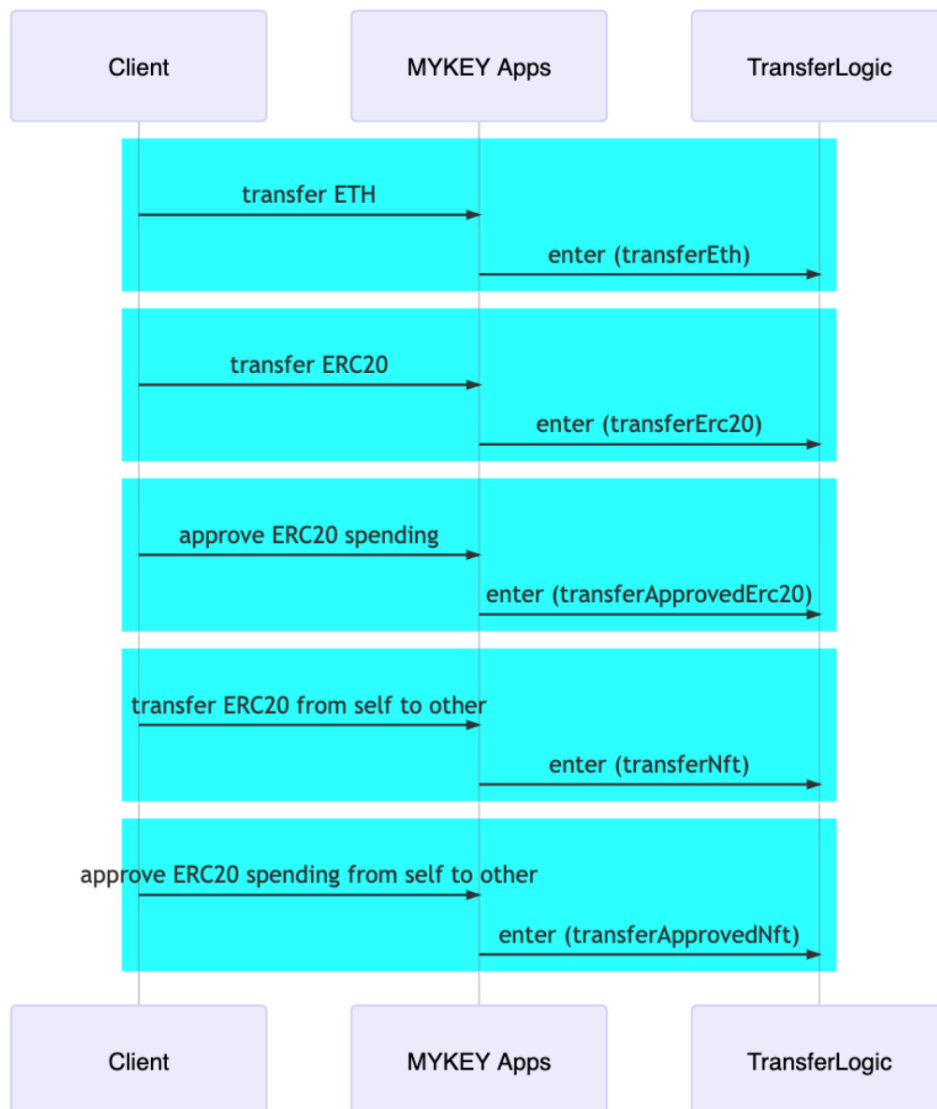 Client
MYKEY Apps
TransferLogic
transfer ETH
enter (transferEth)
transfer ERC20
enter (transferErc20)
approve ERC20 spending
enter (transferApprovedErc20)
transfer ERC20 from self to other
enter (transferNft)
approve ERC20 spending from self to other
enter (transferApprovedNft)
Client
MYKEY Apps
TransferLogic